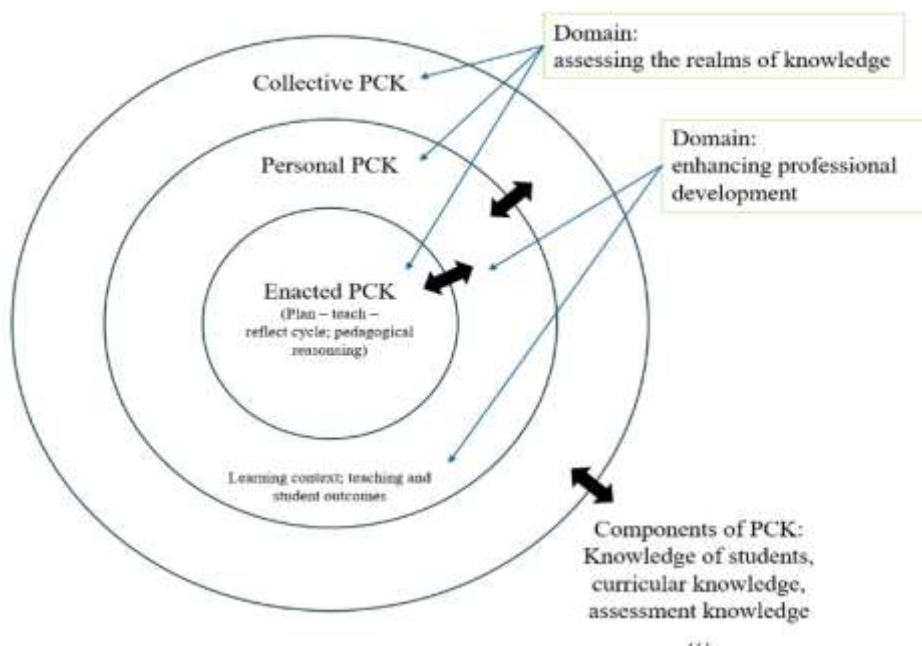 Domain:
assessing the realms of knowledge
Collective PCK
Domain:
enhancing professional
development
Personal PCK
Enacted PCK
(Plan – teach –
reflect cycle; pedagogical
reasonsing)
Learning context; teaching and
student outcomes
Components of PCK:
Knowledge of students,
curricular knowledge,
assessment knowledge
...